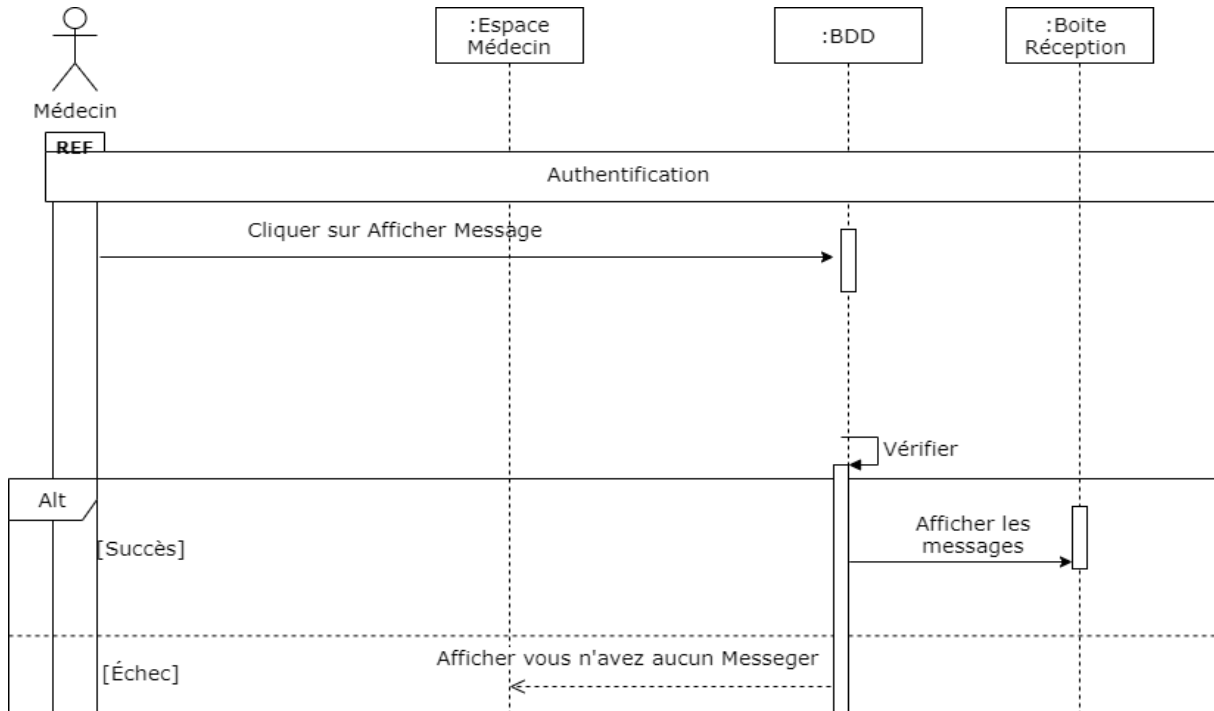 :Espace
Médecin
:BDD
:Boite
Réception
Médecin
REF
Authentification
Cliquer sur Afficher Message
Vérifier
Alt
Afficher les
messages
[Succès]
Afficher vous n'avez aucun Messeger
[Échec]